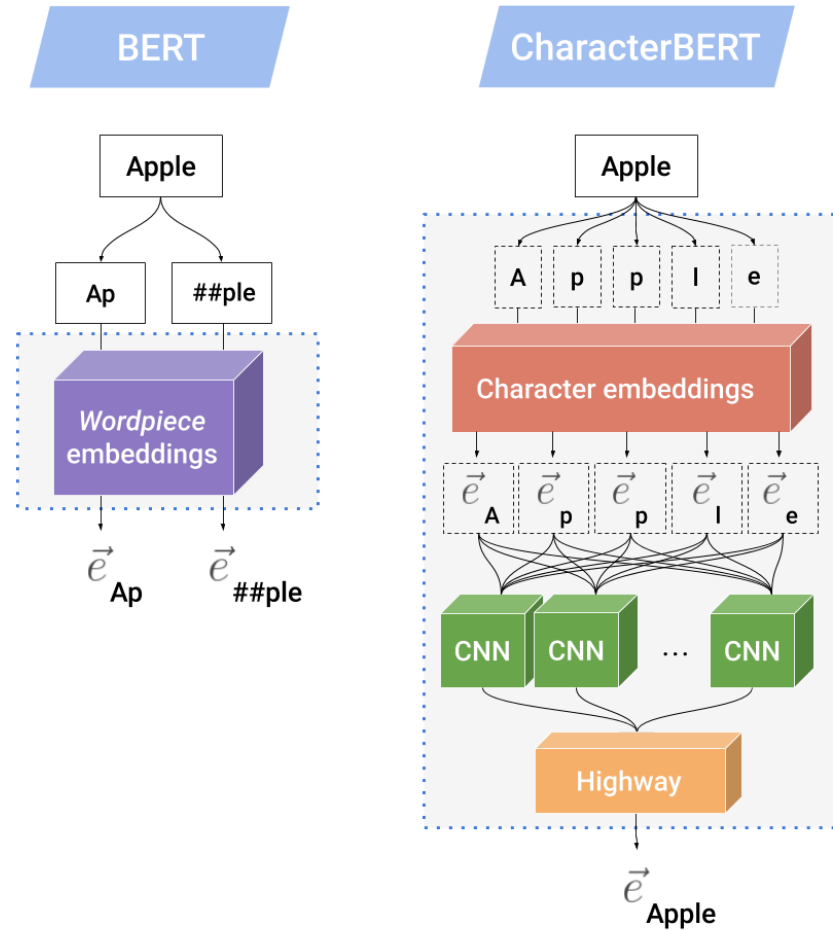 BERT
Apple
Ap
##ple
Wordpiece
embeddings
e⃗ Ap
e⃗ ##ple
CharacterBERT
Apple
A p p l e
Character embeddings
e⃗ A e⃗ p e⃗ p e⃗ l e⃗ e
CNN CNN ... CNN
Highway
e⃗ Apple